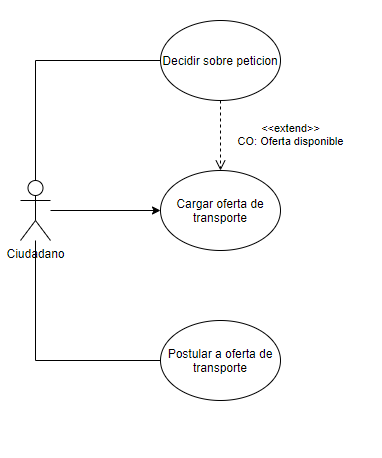 Decidir sobre peticion
<<extend>>
CO: Oferta disponible
Cargar oferta de
transporte
Ciudadano
Postular a oferta de
transporte